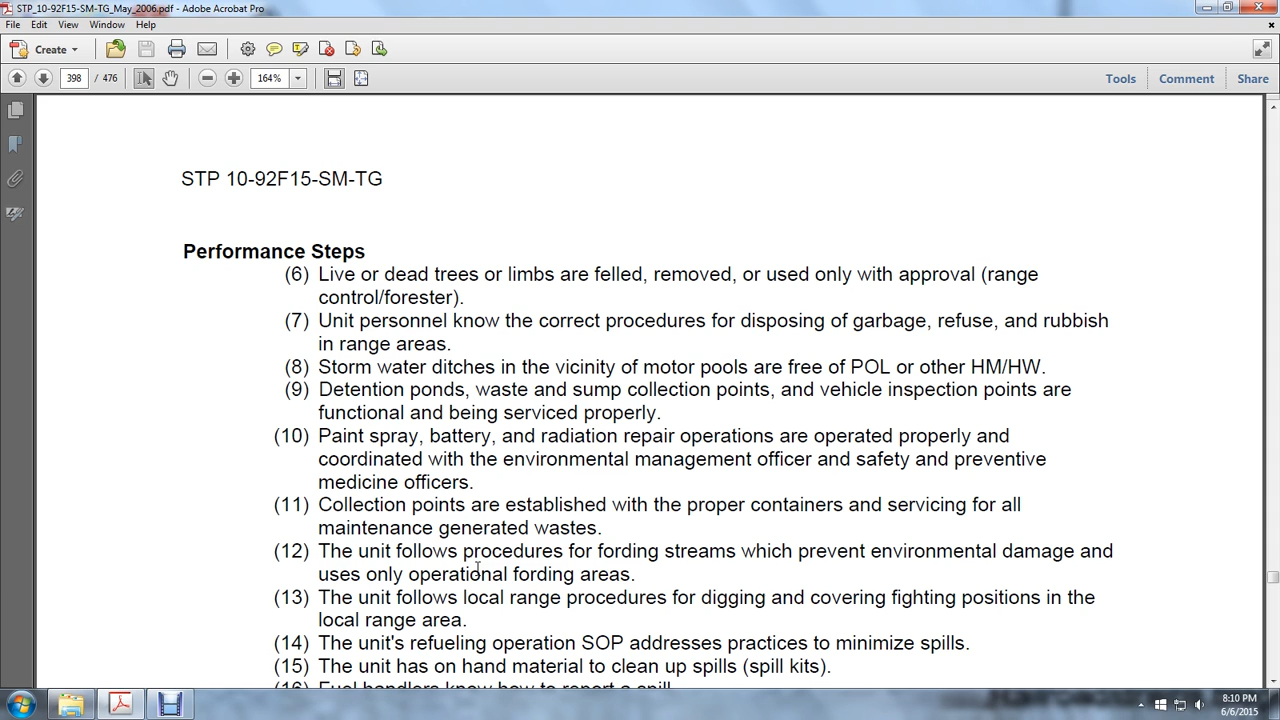 STP_10-92F15-SM-TG_May_2006.pdf - Adobe Acrobat Pro
File Edit View Window Help
Create
398 / 476 164% Tools Comment Share
STP 10-92F15-SM-TG
Performance Steps
(6) Live or dead trees or limbs are felled, removed, or used only with approval (range
control/forester).
(7) Unit personnel know the correct procedures for disposing of garbage, refuse, and rubbish
in range areas.
(8) Storm water ditches in the vicinity of motor pools are free of POL or other HM/HW.
(9) Detention ponds, waste and sump collection points, and vehicle inspection points are
functional and being serviced properly.
(10) Paint spray, battery, and radiation repair operations are operated properly and
coordinated with the environmental management officer and safety and preventive
medicine officers.
(11) Collection points are established with the proper containers and servicing for all
maintenance generated wastes.
(12) The unit follows procedures for fording streams which prevent environmental damage and
uses only operational fording areas.
(13) The unit follows local range procedures for digging and covering fighting positions in the
local range area.
(14) The unit's refueling operation SOP addresses practices to minimize spills.
(15) The unit has on hand material to clean up spills (spill kits).
(16) Fuel handlers know how to report a spill
8:10 PM
6/6/2015